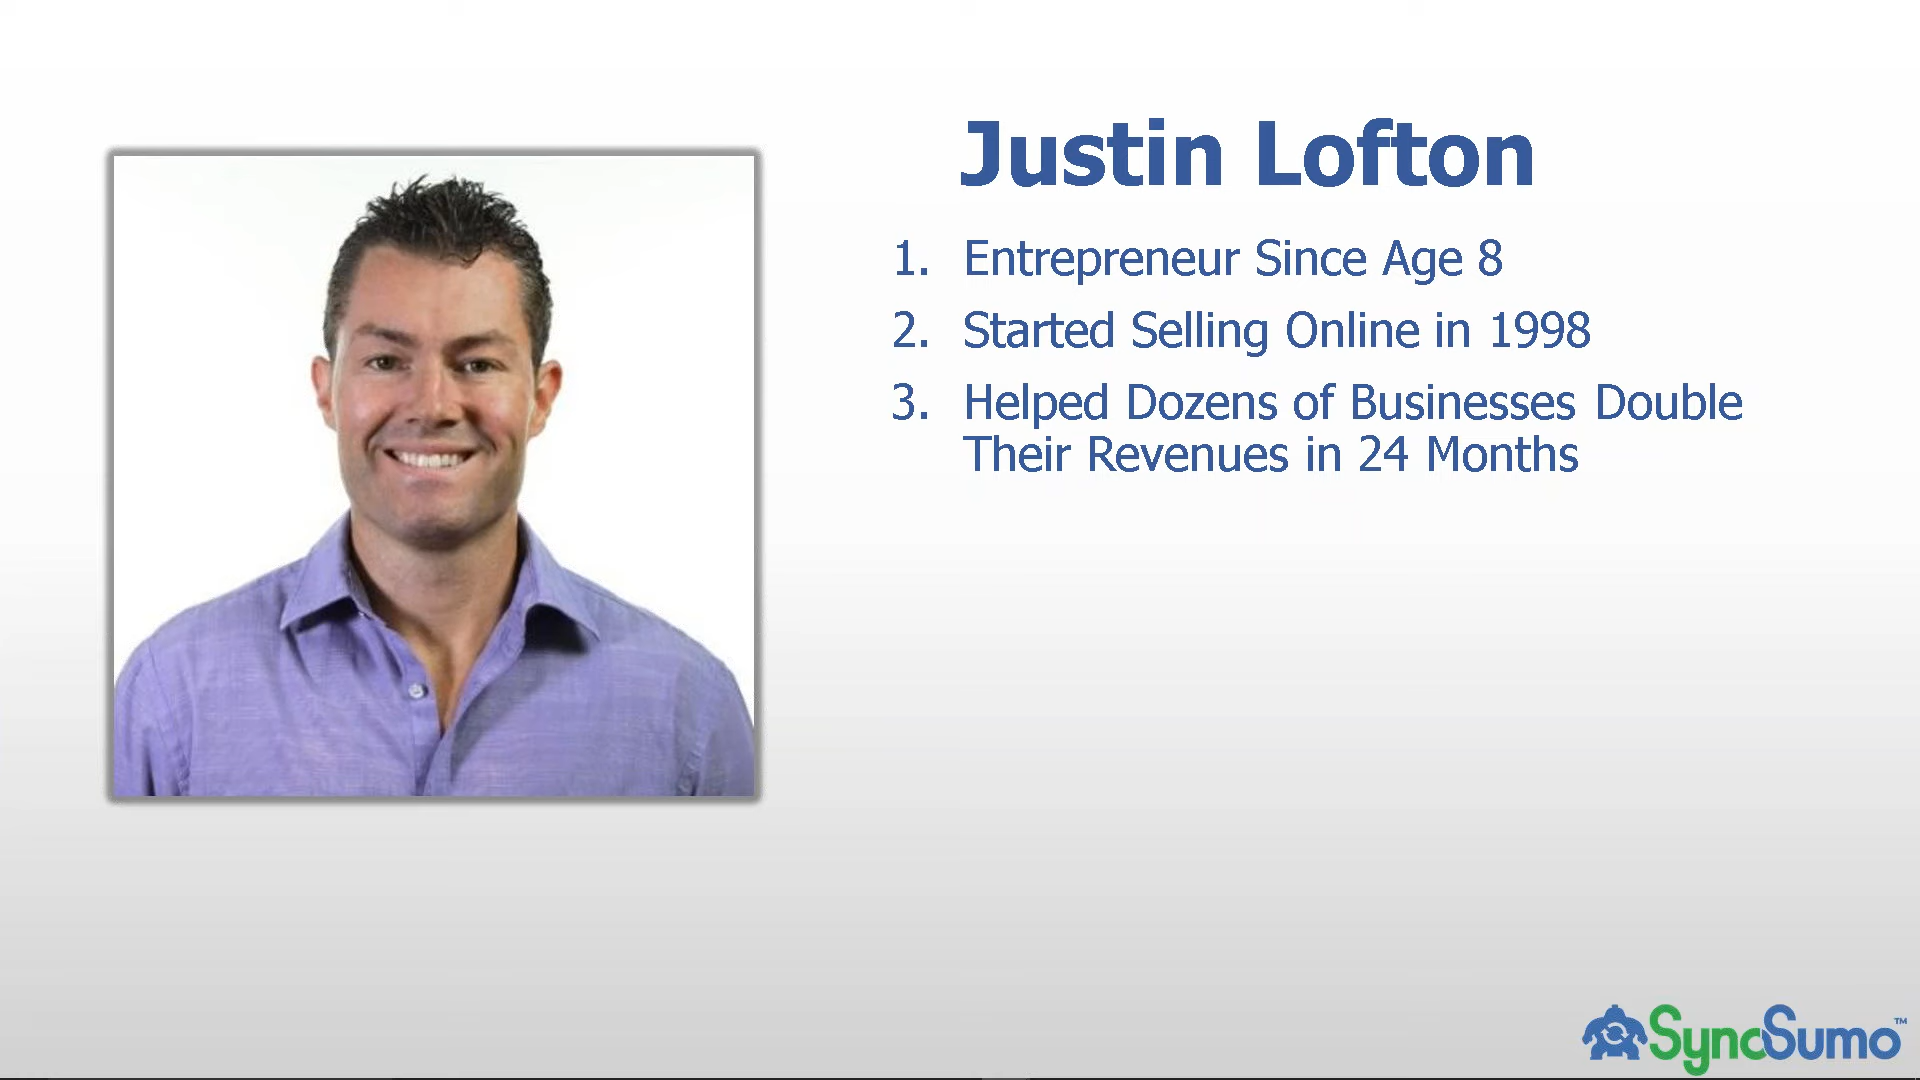 Justin Lofton
1. Entrepreneur Since Age 8
2. Started Selling Online in 1998
3. Helped Dozens of Businesses Double
Their Revenues in 24 Months
SyncSumo™